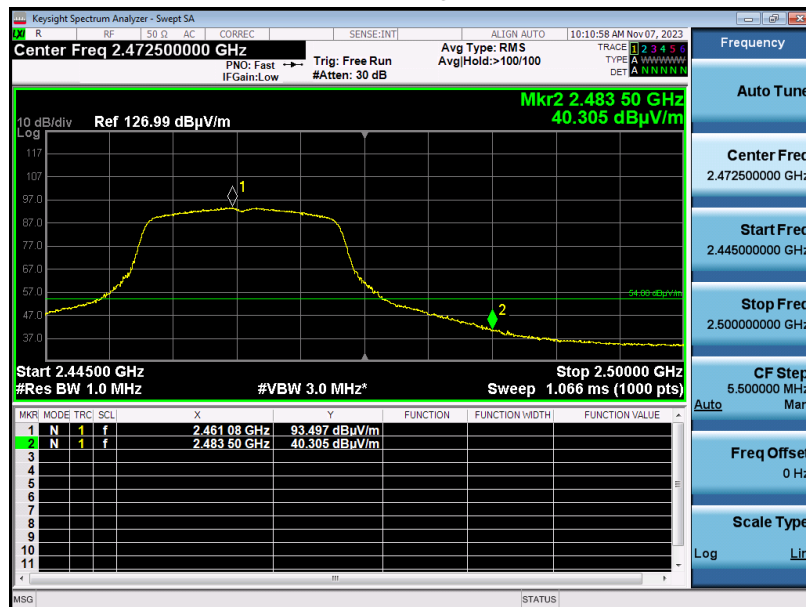 Keysight Spectrum Analyzer - Swept SA
LXI R RF 50 Ω AC CORREC SENSE:INT ALIGN AUTO 10:10:58 AM Nov 07, 2023
Center Freq 2.472500000 GHz
PNO: Fast
IFGain:Low
Trig: Free Run
#Atten: 30 dB
Avg Type: RMS
Avg|Hold:>100/100
TRACE 1 2 3 4 5 6
TYPE A WWWWW
DET A N N N N N
Mkr2 2.483 50 GHz
40.305 dBµV/m
10 dB/div Ref 126.99 dBµV/m
Log
117
107
97.0
87.0
77.0
67.0
57.0
47.0
37.0
1
2
54.00 dBµV/m
Start 2.44500 GHz Stop 2.50000 GHz
#Res BW 1.0 MHz #VBW 3.0 MHz* Sweep 1.066 ms (1000 pts)
MKR MODE TRC SCL X Y FUNCTION FUNCTION WIDTH FUNCTION VALUE
1 N 1 f 2.461 08 GHz 93.497 dBµV/m
2 N 1 f 2.483 50 GHz 40.305 dBµV/m
3
4
5
6
7
8
9
10
11
MSG STATUS
Frequency
Auto Tune
Center Freq
2.472500000 GHz
Start Freq
2.445000000 GHz
Stop Freq
2.500000000 GHz
CF Step
5.500000 MHz
Auto Man
Freq Offset
0 Hz
Scale Type
Log Lin